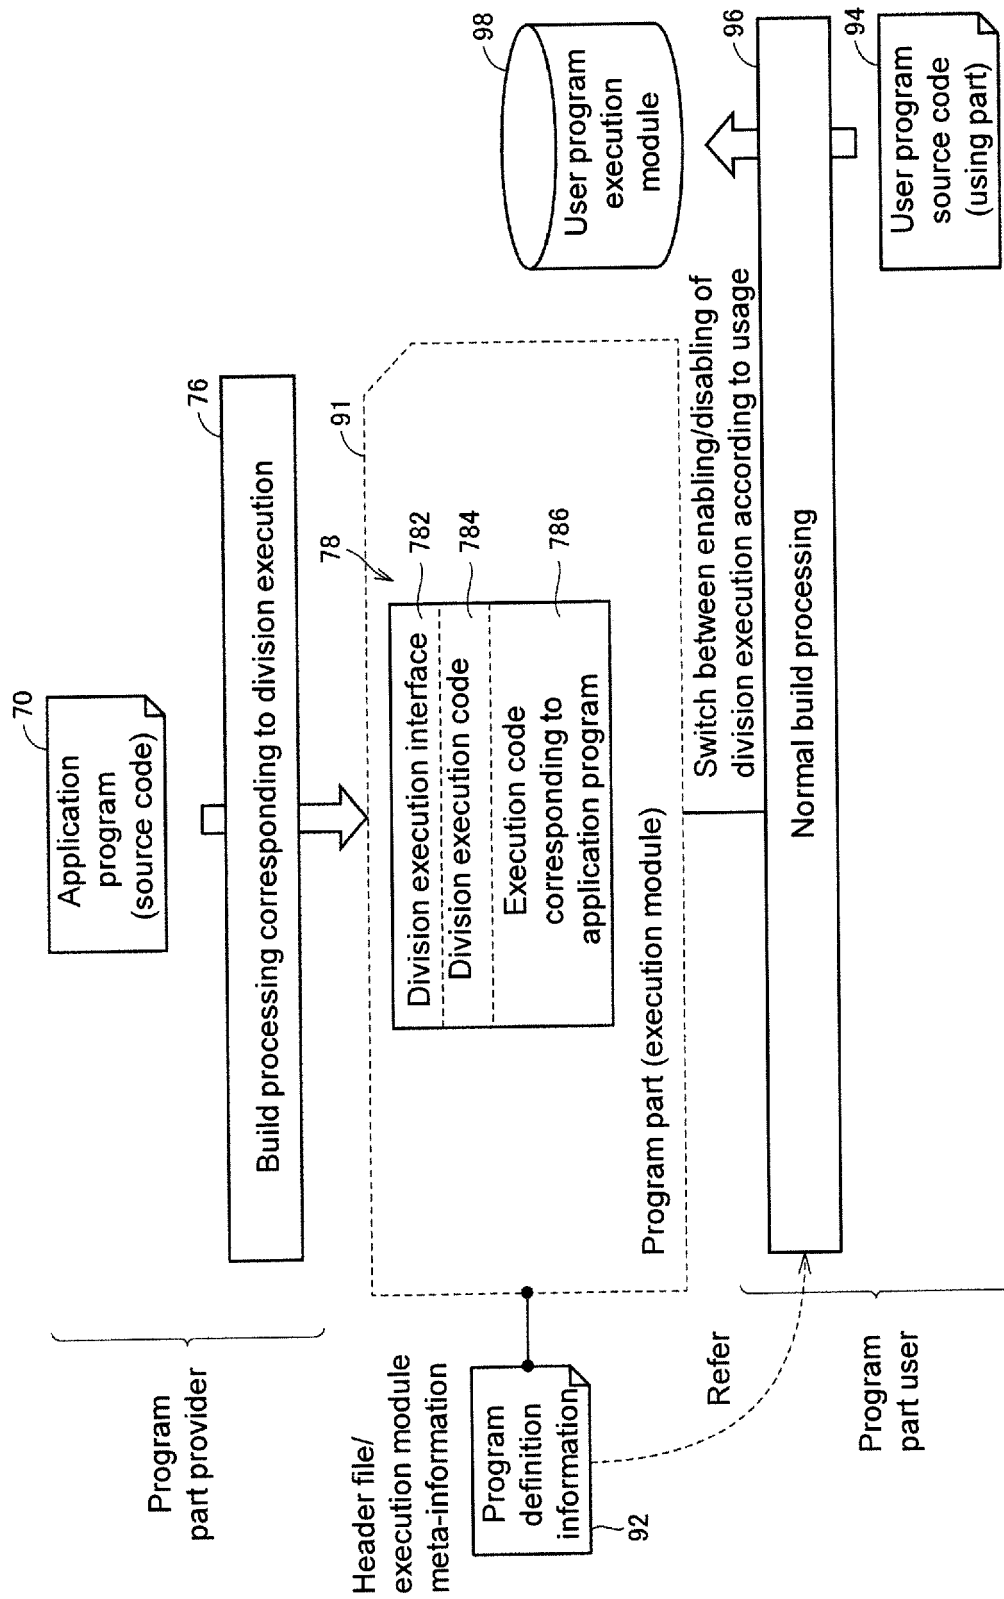 Program
part provider
70
Application
program
(source code)
76
Build processing corresponding to division execution
Header file/
execution module
meta-information
Program
definition
information
92
91
78
Division execution interface
782
Division execution code
784
Execution code
corresponding to
application program
786
Program part (execution module)
98
User program
execution
module
Switch between enabling/disabling of
division execution according to usage
Refer
Program
part user
96
Normal build processing
94
User program
source code
(using part)